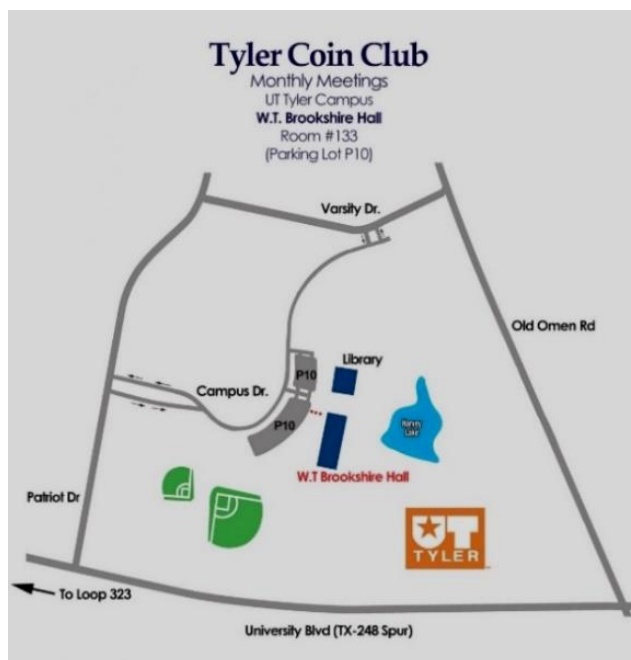 Tyler Coin Club
Monthly Meetings
UT Tyler Campus
W.T. Brookshire Hall
Room #133
(Parking Lot P10)
Varsity Dr.
Old Omen Rd
Library
P10
Campus Dr.
P10
Harvey
Lake
W.T Brookshire Hall
Patriot Dr
UT
TYLER
To Loop 323
University Blvd (TX-248 Spur)